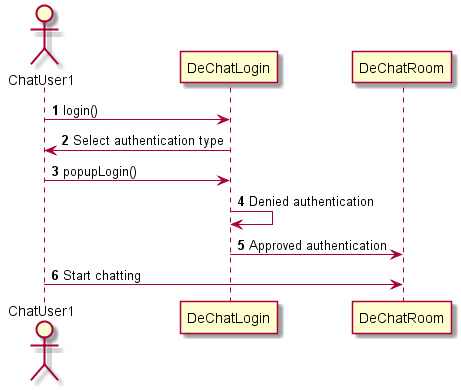 ChatUser1
DeChatLogin
DeChatRoom
1 login()
2 Select authentication type
3 popupLogin()
4 Denied authentication
5 Approved authentication
6 Start chatting
ChatUser1
DeChatLogin
DeChatRoom